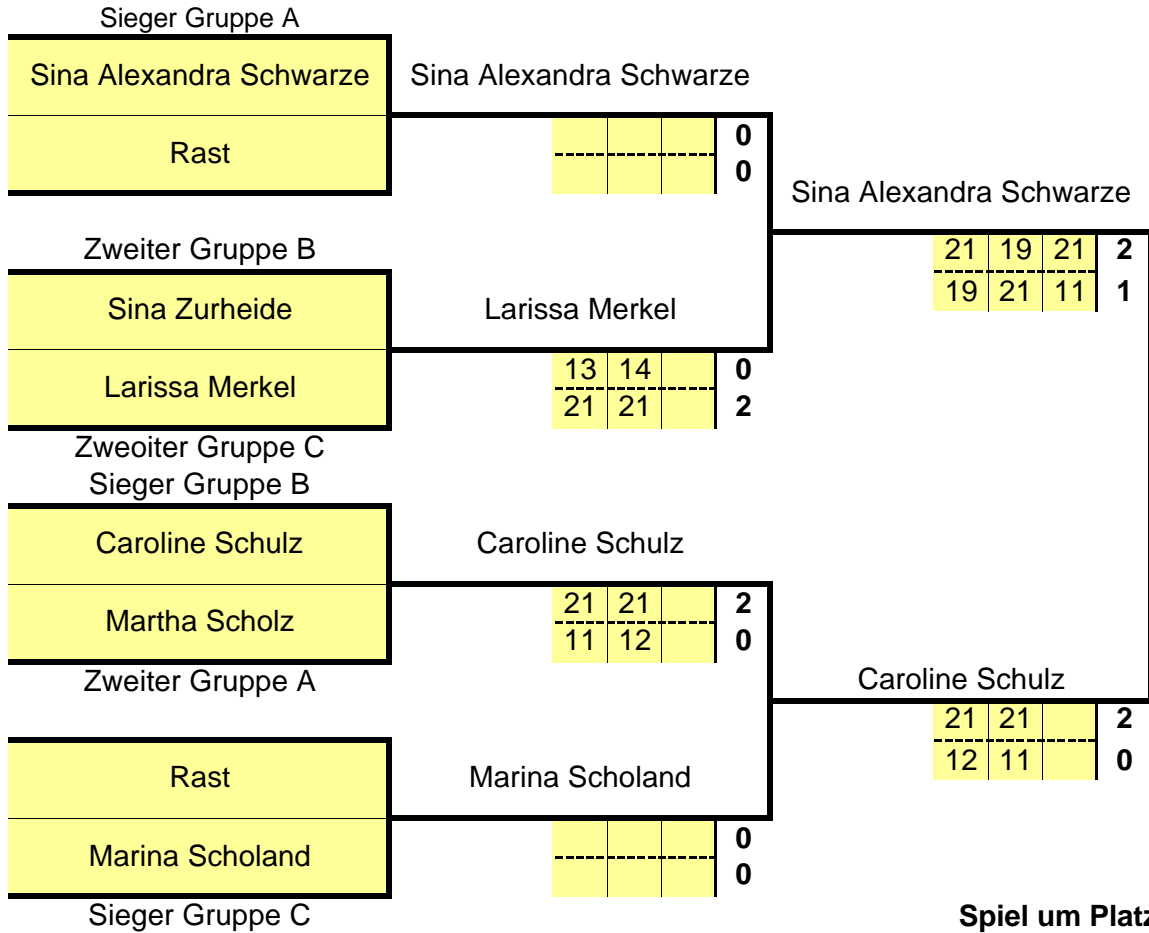 Sieger Gruppe A
Sina Alexandra Schwarze
Sina Alexandra Schwarze
0
Rast
0
Sina Alexandra Schwarze
Zweiter Gruppe B
21 19 21 2
Sina Zurheide
Larissa Merkel
19 21 11 1
13 14 0
Larissa Merkel
21 21 2
Zweoiter Gruppe C
Sieger Gruppe B
Caroline Schulz
Caroline Schulz
21 21 2
Martha Scholz
11 12 0
Zweiter Gruppe A
Caroline Schulz
21 21 2
Rast
Marina Scholand
12 11 0
0
Marina Scholand
0
Sieger Gruppe C
Spiel um Platz